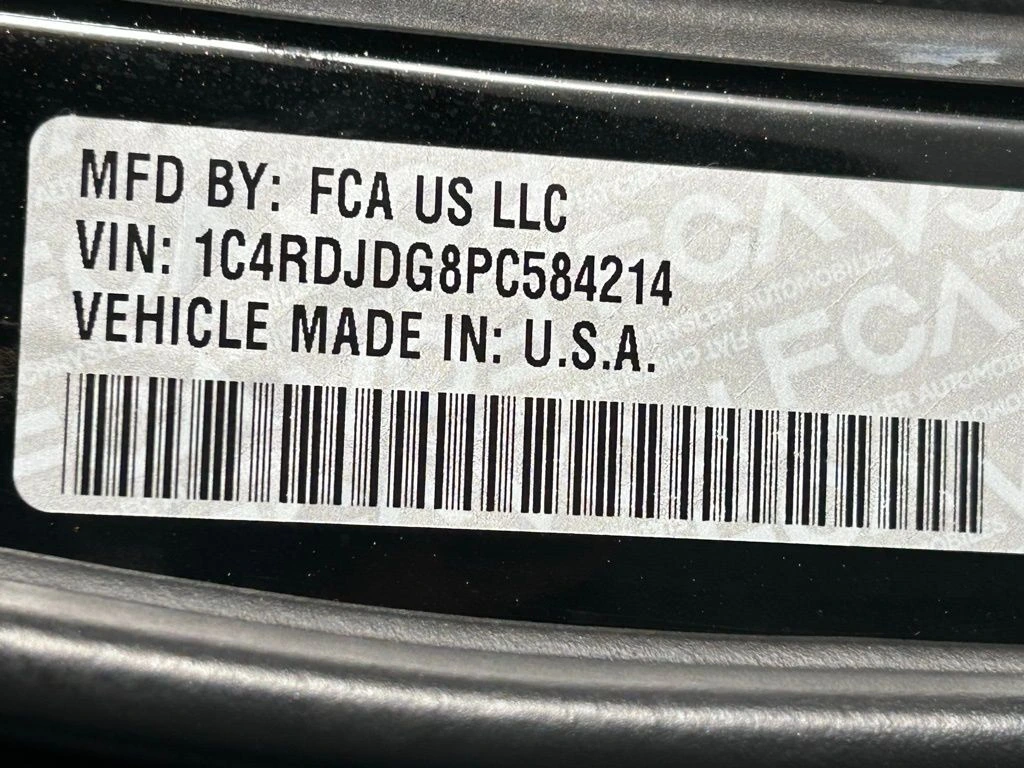 MFD BY: FCA US LLC
VIN: 1C4RDJDG8PC584214
VEHICLE MADE IN: U.S.A.